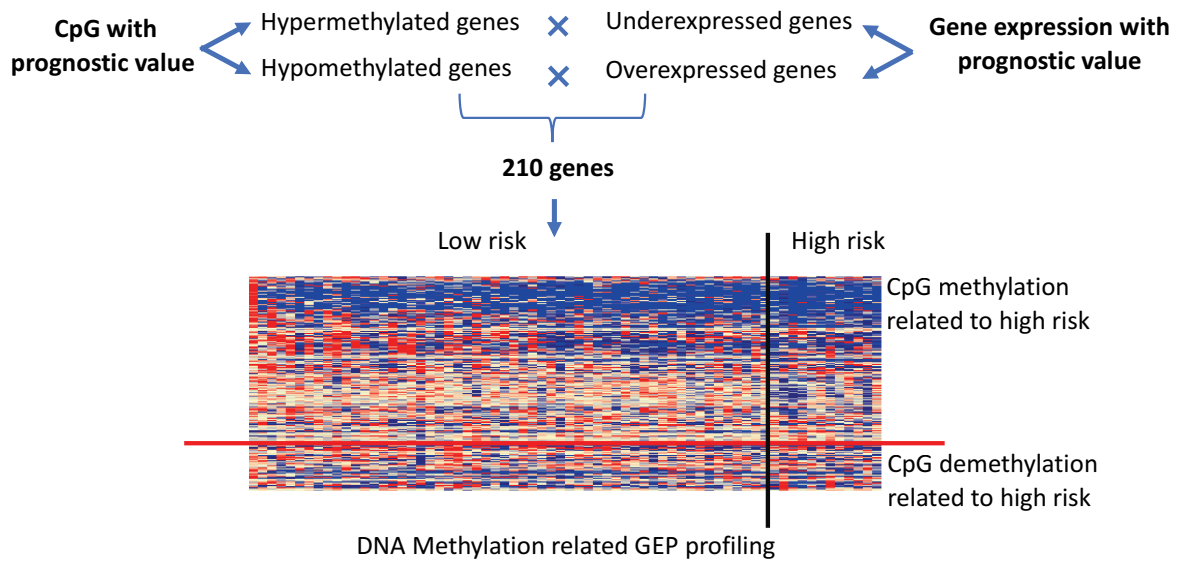 CpG with
prognostic value
Hypermethylated genes
Underexpressed genes
Hypomethylated genes
Overexpressed genes
Gene expression with
prognostic value
210 genes
Low risk
High risk
CpG methylation
related to high risk
CpG demethylation
related to high risk
DNA Methylation related GEP profiling